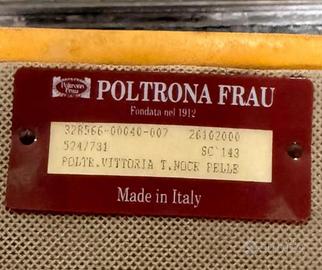 Poltrona
Frau
POLTRONA FRAU
Fondata nel 1912
328566-00040-007 26102000
524/731 SC 143
POLTR.VITTORIA T.NOCE PELLE
Made in Italy
subito